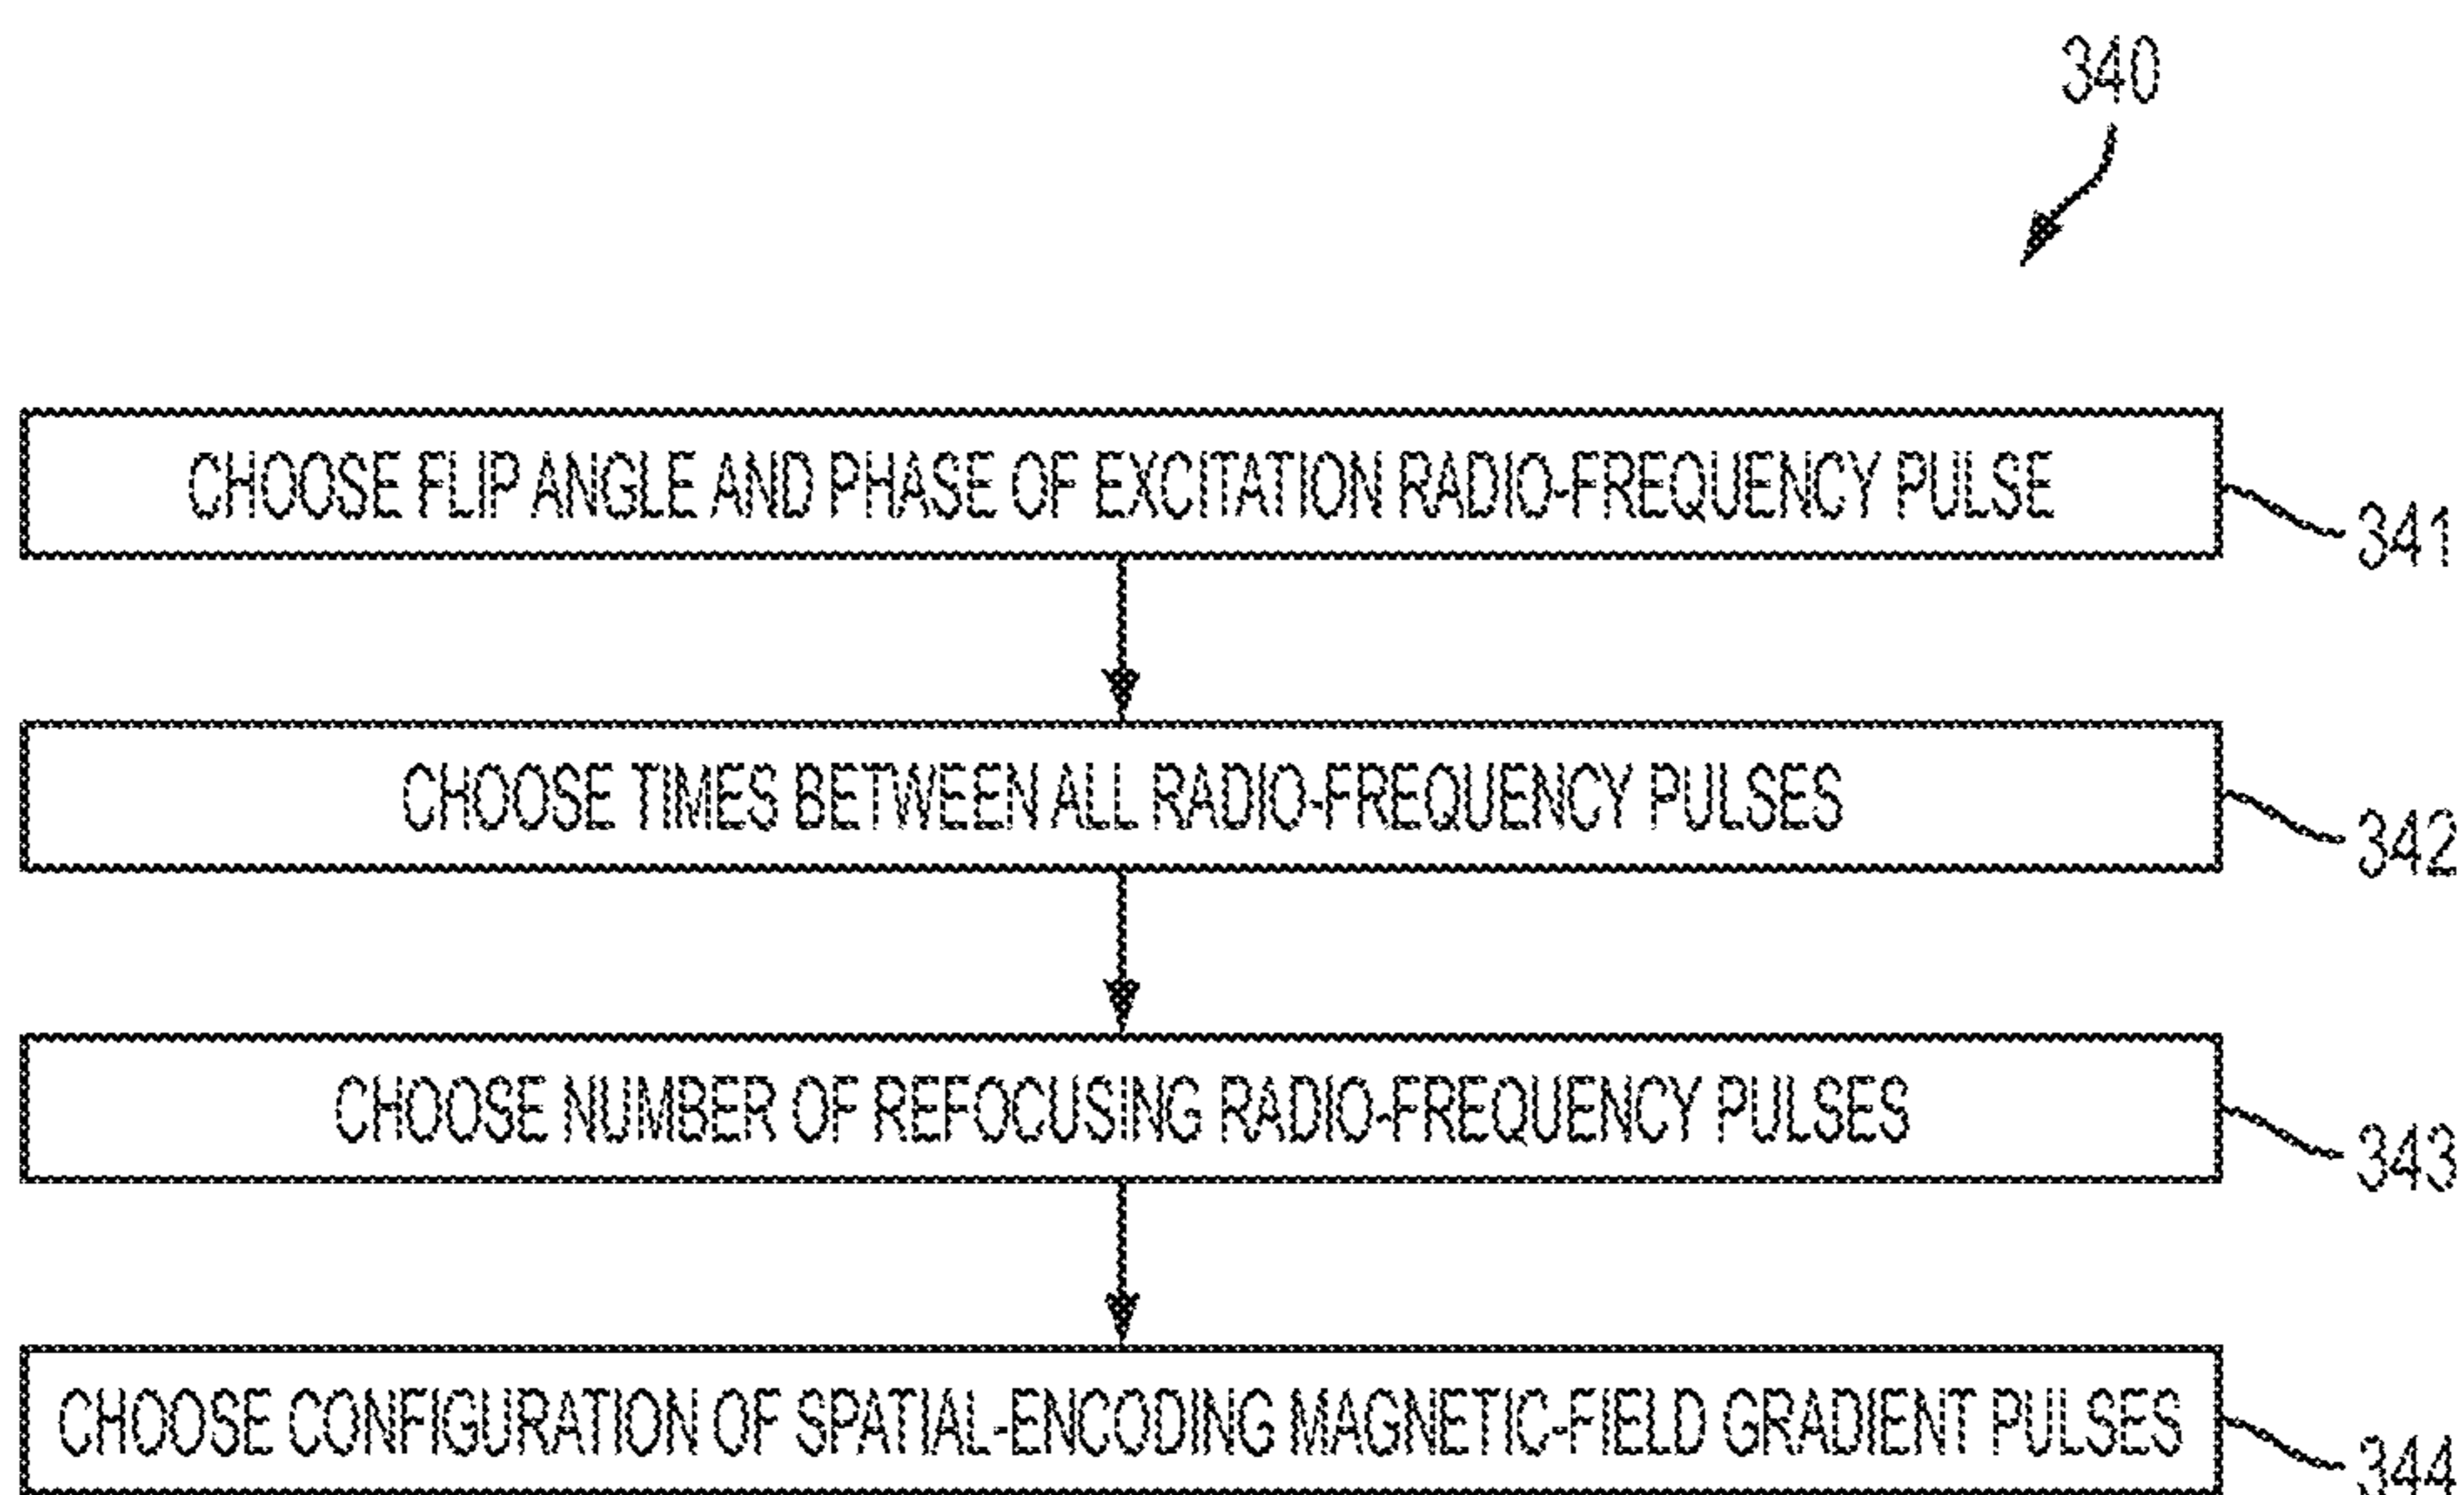 340
CHOOSE FLIP ANGLE AND PHASE OF EXCITATION RADIO-FREQUENCY PULSE
341
CHOOSE TIMES BETWEEN ALL RADIO-FREQUENCY PULSES
342
CHOOSE NUMBER OF REFOCUSING RADIO-FREQUENCY PULSES
343
CHOOSE CONFIGURATION OF SPATIAL-ENCODING MAGNETIC-FIELD GRADIENT PULSES
344